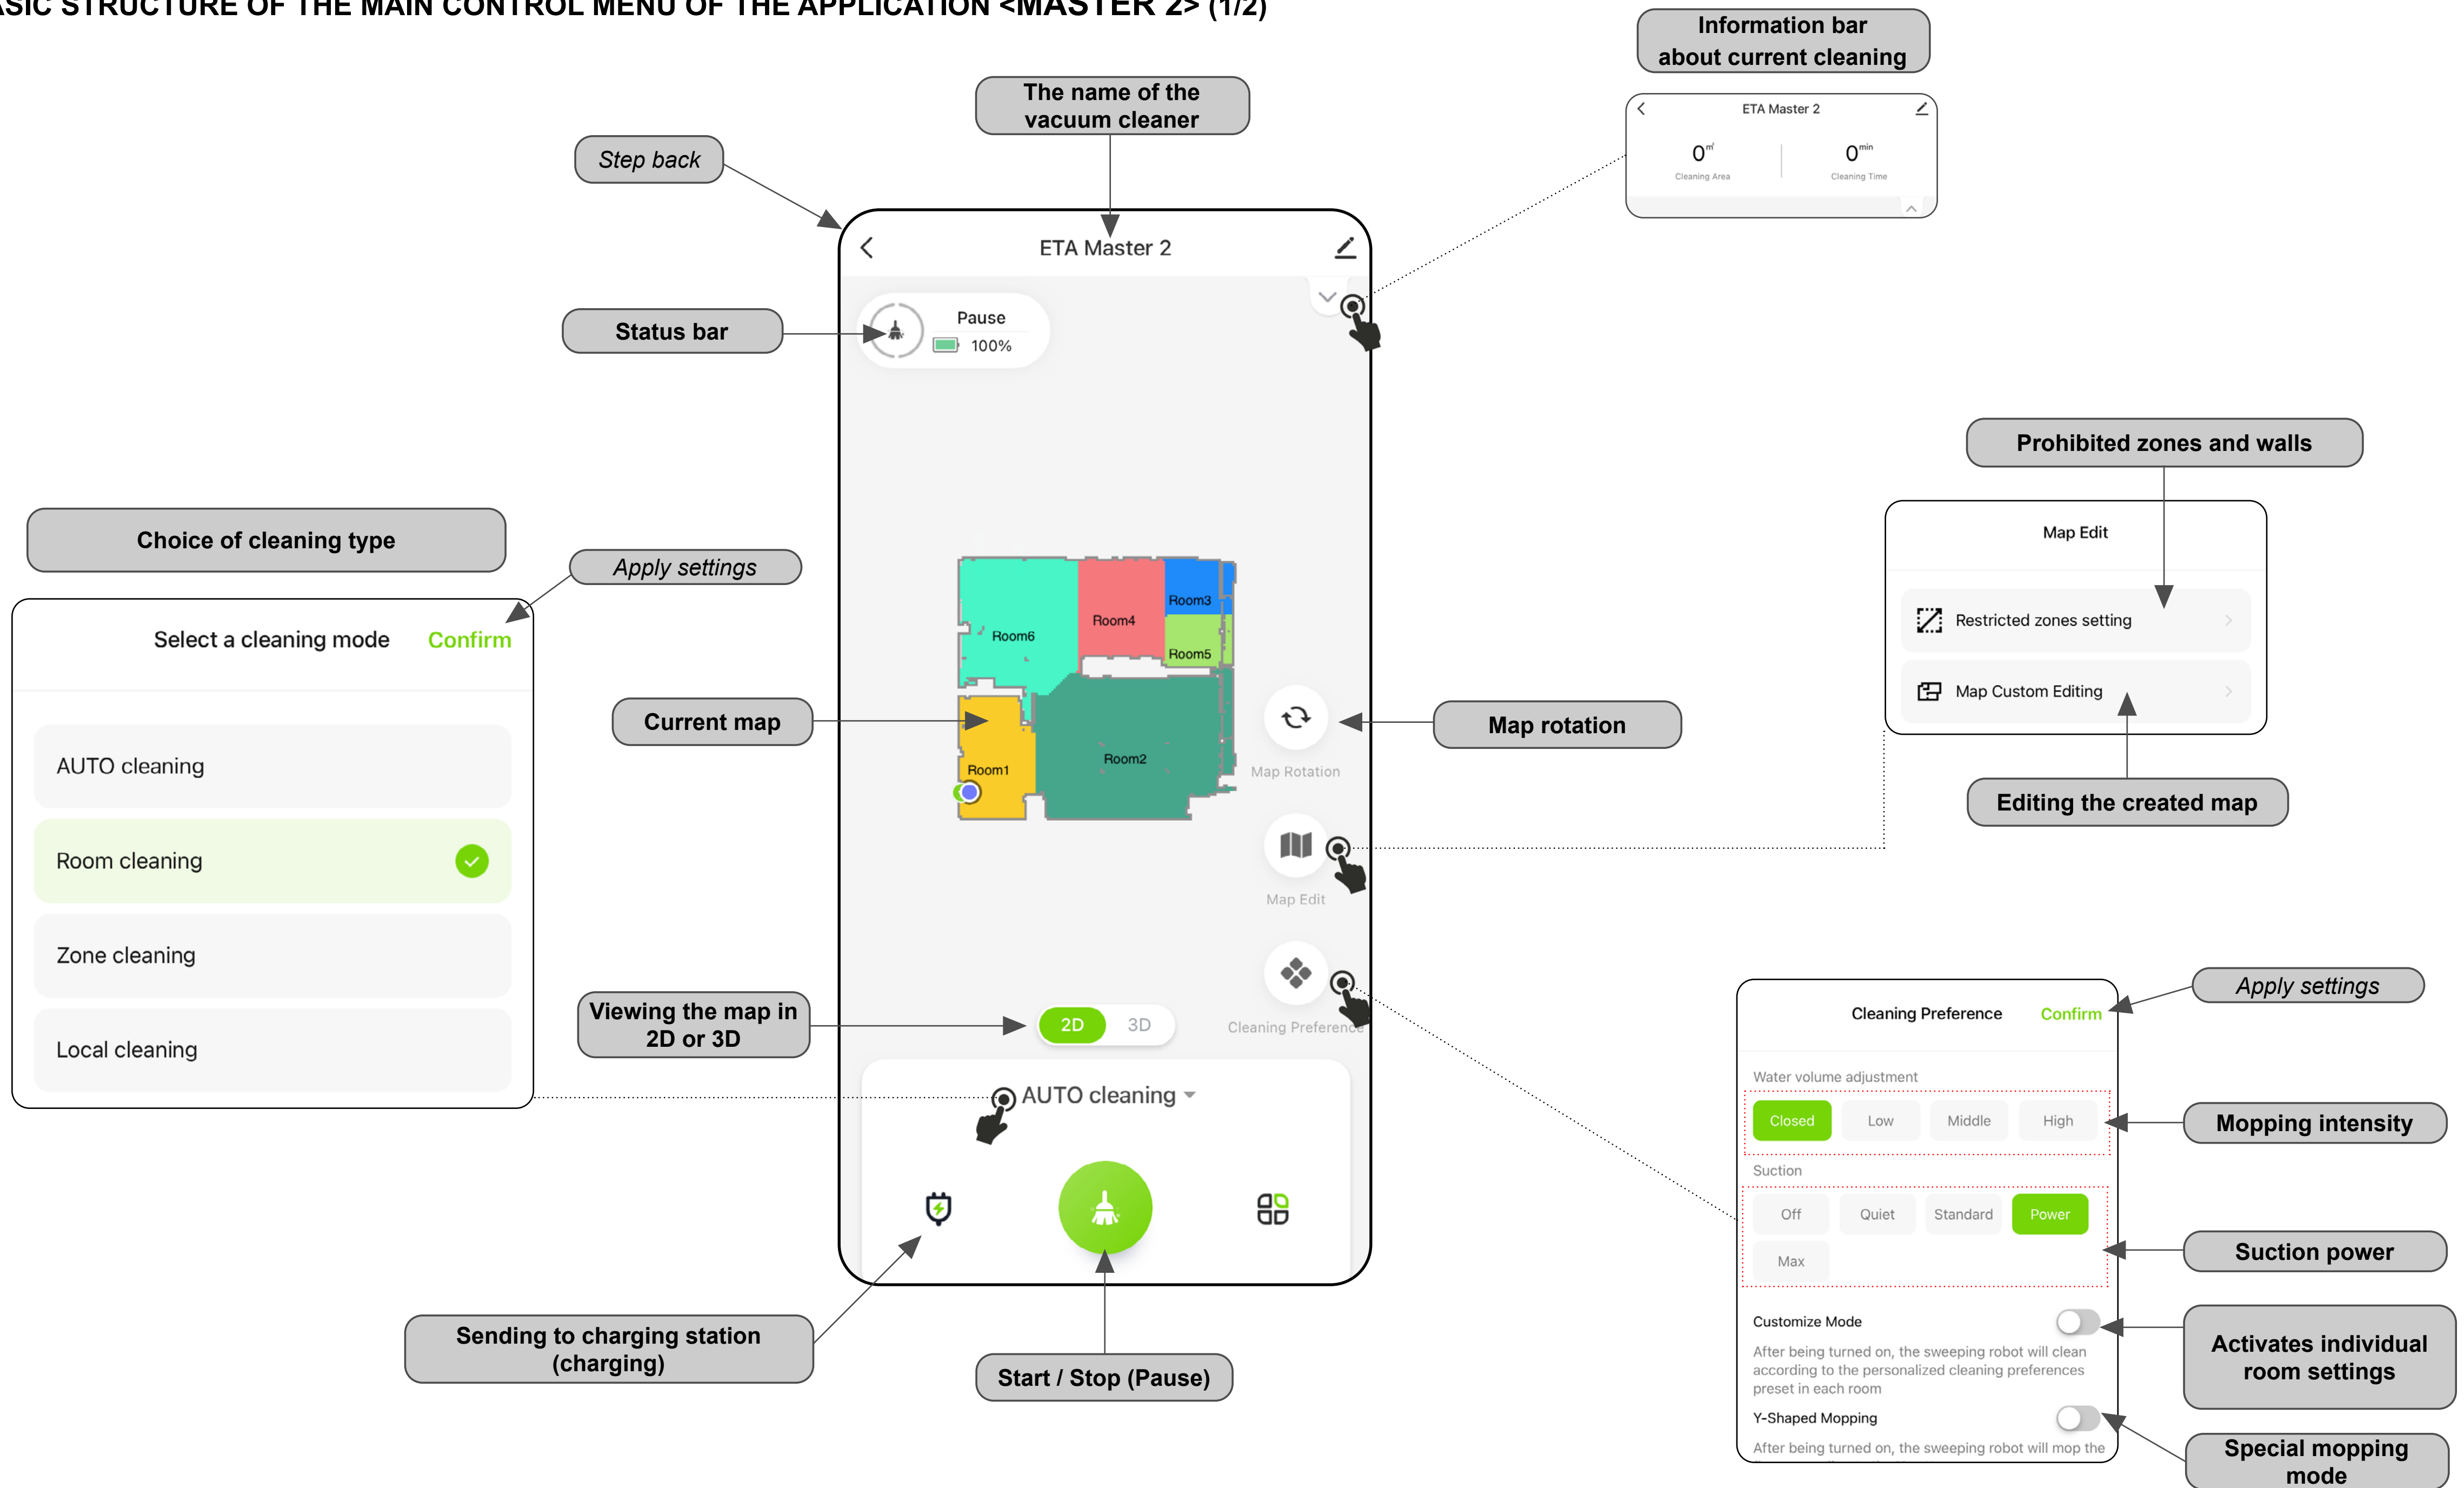 ASIC STRUCTURE OF THE MAIN CONTROL MENU OF THE APPLICATION <MASTER 2> (1/2)
Information bar
about current cleaning
ETA Master 2
0 m²
0 min
Cleaning Area
Cleaning Time
The name of the
vacuum cleaner
Step back
ETA Master 2
Status bar
Pause
100%
Prohibited zones and walls
Map Edit
Restricted zones setting
Map Custom Editing
Editing the created map
Choice of cleaning type
Apply settings
Select a cleaning mode
Confirm
AUTO cleaning
Room cleaning
Zone cleaning
Local cleaning
Room6
Room4
Room3
Room5
Room1
Room2
Current map
Map rotation
Map Rotation
Map Edit
Cleaning Preference
Viewing the map in
2D or 3D
2D
3D
AUTO cleaning
Sending to charging station
(charging)
Start / Stop (Pause)
Apply settings
Cleaning Preference
Confirm
Water volume adjustment
Closed
Low
Middle
High
Mopping intensity
Suction
Off
Quiet
Standard
Power
Max
Suction power
Customize Mode
After being turned on, the sweeping robot will clean
according to the personalized cleaning preferences
preset in each room
Activates individual
room settings
Y-Shaped Mopping
After being turned on, the sweeping robot will mop the
Special mopping
mode